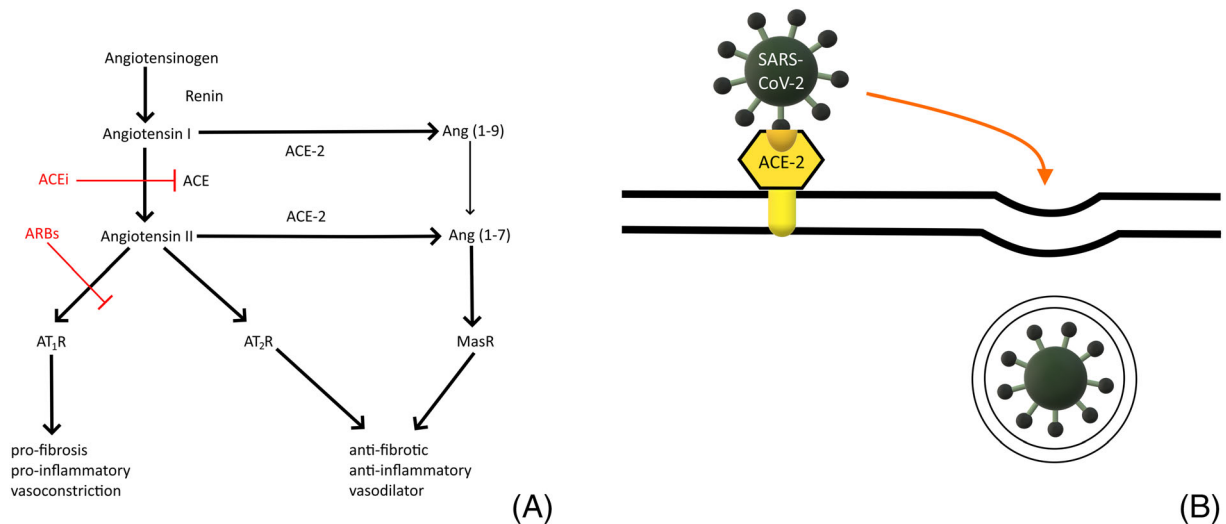 Angiotensinogen
Renin
Angiotensin I
Ang (1-9)
ACE-2
ACEi
ACE
ACE-2
ARBs
Angiotensin II
Ang (1-7)
AT₁R
AT₂R
MasR
pro-fibrosis
pro-inflammatory
vasoconstriction
anti-fibrotic
anti-inflammatory
vasodilator
(A)
SARS-
CoV-2
ACE-2
(B)